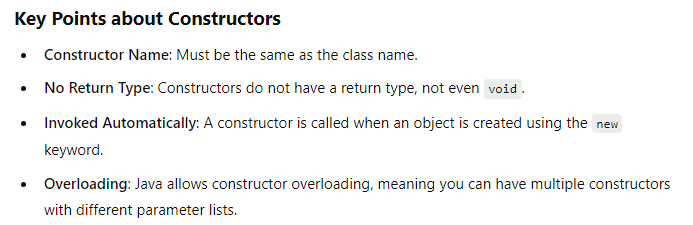 Key Points about Constructors
• Constructor Name: Must be the same as the class name.
• No Return Type: Constructors do not have a return type, not even void.
• Invoked Automatically: A constructor is called when an object is created using the new
keyword.
• Overloading: Java allows constructor overloading, meaning you can have multiple constructors
with different parameter lists.